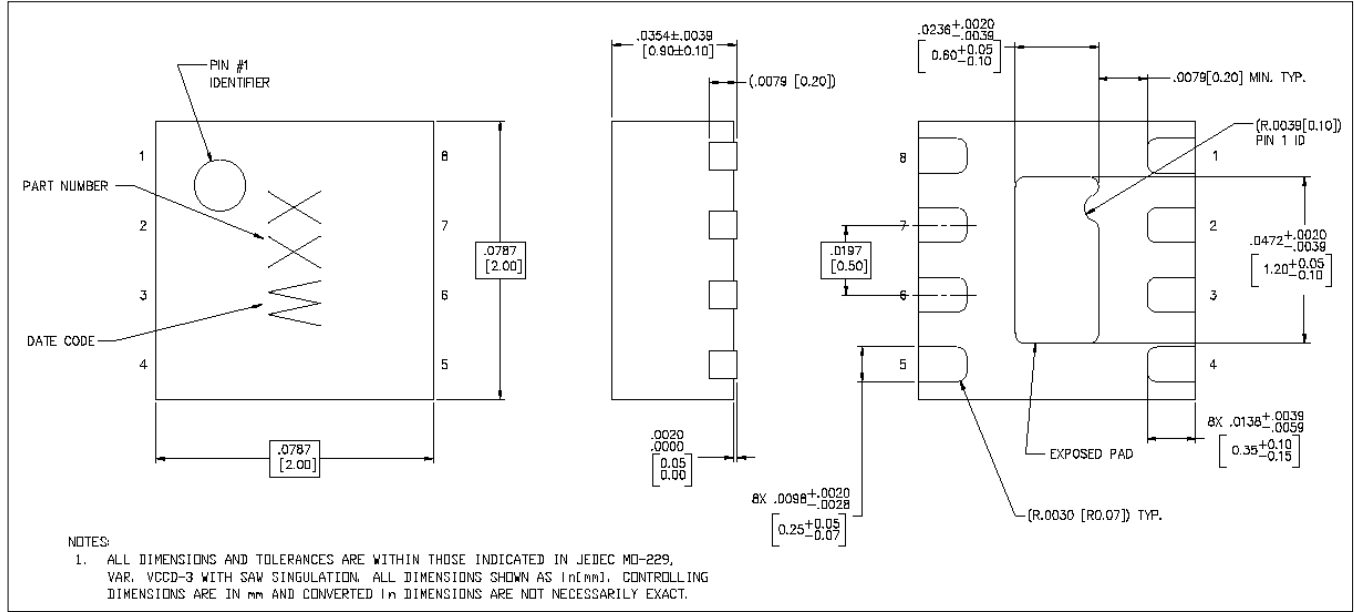 PIN #1
IDENTIFIER
1
2
3
4
8
7
6
5
PART NUMBER
XX
W
DATE CODE
.0787
[2.00]
.0787
[2.00]
.0354±.0039
[0.90±0.10]
(.0079 [0.20])
.0020
.0000
[0.05
0.00]
.0236+.0020
-.0039
[0.60+0.05
-0.10]
.0079[0.20] MIN. TYP.
(R.0039[0.10])
PIN 1 ID
8
7
6
5
1
2
3
4
.0197
[0.50]
.0472+.0020
-.0039
[1.20+0.05
-0.10]
8X .0138+.0039
-.0059
[0.35+0.10
-0.15]
EXPOSED PAD
8X .0098+.0020
-.0028
[0.25+0.05
-0.07]
(R.0030 [R0.07]) TYP.
NOTES:
1. ALL DIMENSIONS AND TOLERANCES ARE WITHIN THOSE INDICATED IN JEDEC MO-229,
VAR. VCCD-3 WITH SAW SINGULATION. ALL DIMENSIONS SHOWN AS in[mm]. CONTROLLING
DIMENSIONS ARE IN mm AND CONVERTED in DIMENSIONS ARE NOT NECESSARILY EXACT.